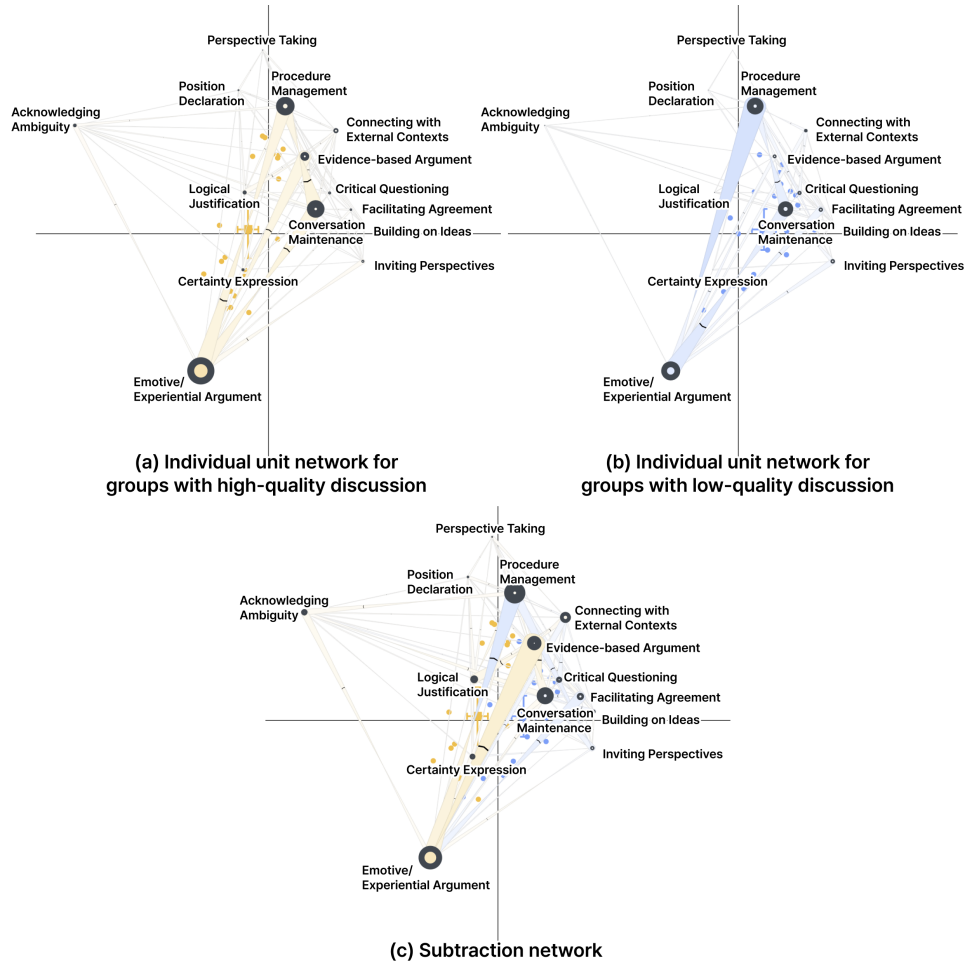 Perspective Taking
Procedure
Management
Position
Declaration
Acknowledging
Ambiguity
Connecting with
External Contexts
Evidence-based Argument
Logical
Justification
Critical Questioning
Facilitating Agreement
Conversation
Maintenance
Building on Ideas
Inviting Perspectives
Certainty Expression
Emotive/
Experiential Argument
(a) Individual unit network for
groups with high-quality discussion
Perspective Taking
Procedure
Management
Position
Declaration
Acknowledging
Ambiguity
Connecting with
External Contexts
Evidence-based Argument
Logical
Justification
Critical Questioning
Facilitating Agreement
Conversation
Maintenance
Building on Ideas
Inviting Perspectives
Certainty Expression
Emotive/
Experiential Argument
(b) Individual unit network for
groups with low-quality discussion
Perspective Taking
Procedure
Management
Position
Declaration
Acknowledging
Ambiguity
Connecting with
External Contexts
Evidence-based Argument
Logical
Justification
Critical Questioning
Facilitating Agreement
Conversation
Maintenance
Building on Ideas
Inviting Perspectives
Certainty Expression
Emotive/
Experiential Argument
(c) Subtraction network